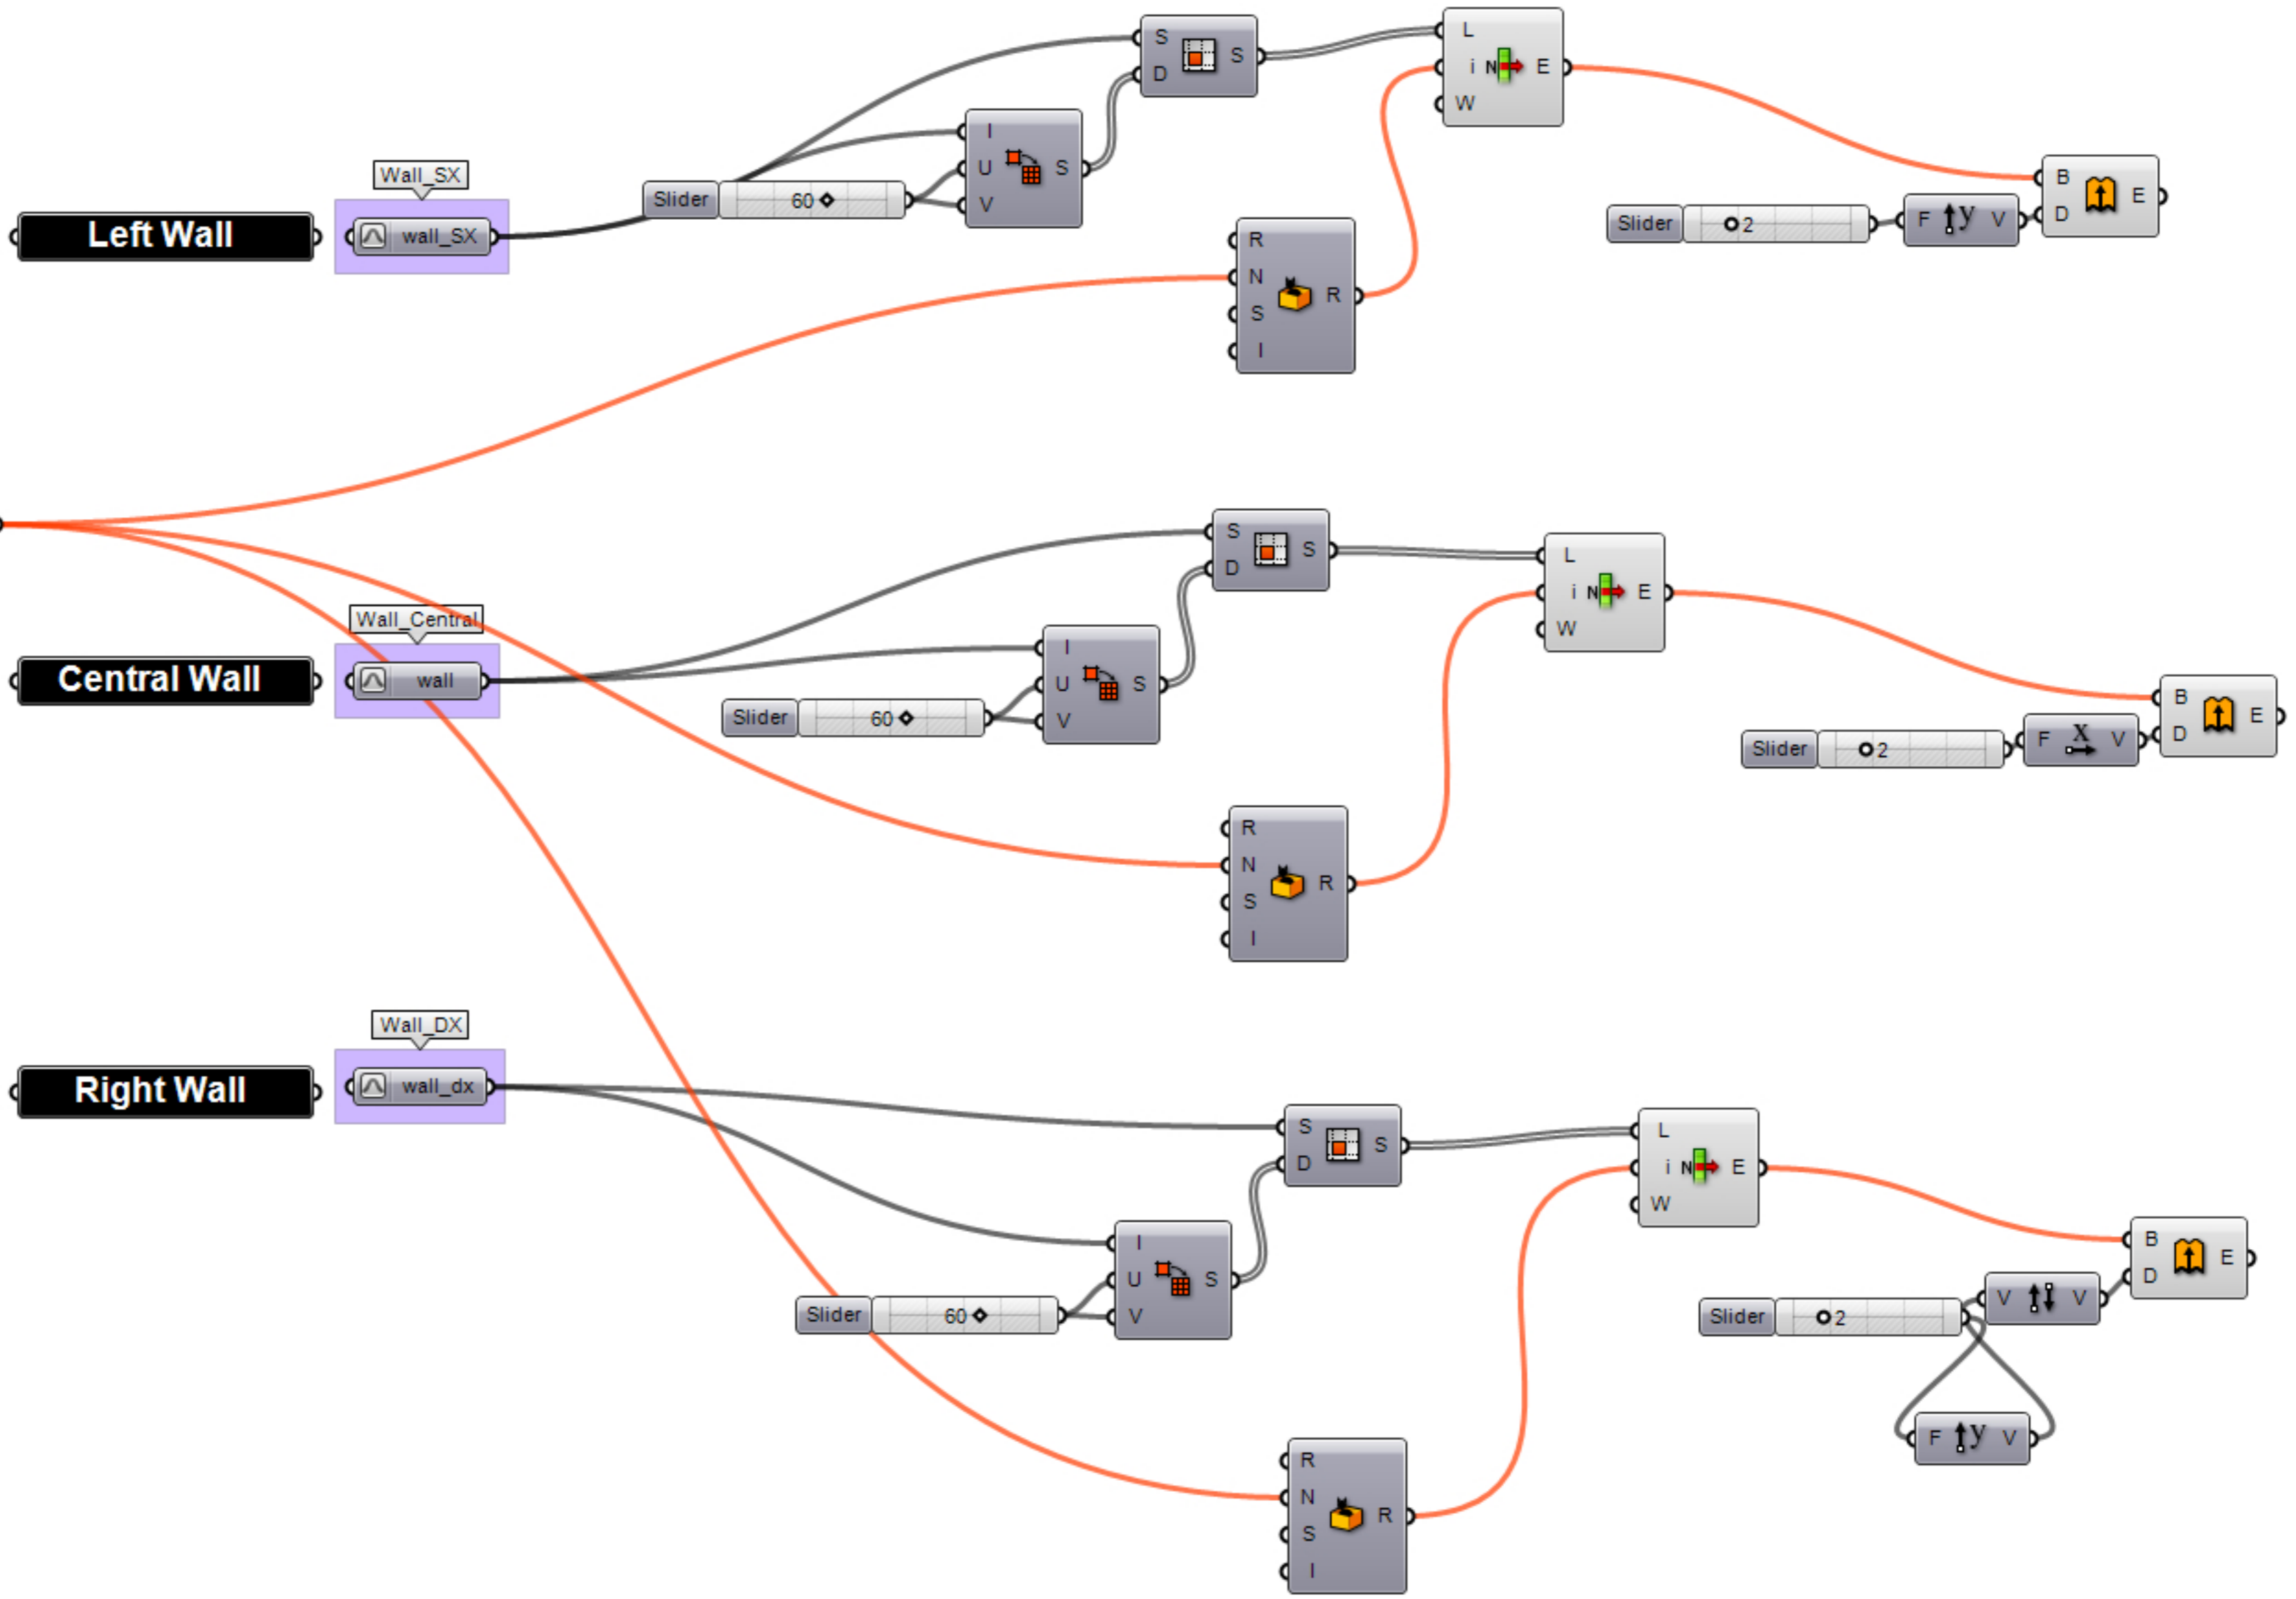 S
D
S
L
i N E
W
I
U
V
S
Wall_SX
Slider 60
Left Wall
wall_SX
B
D
E
Slider 2
F y V
R
N
S
I
R
S
D
S
L
i N E
W
Wall_Central
I
U
V
S
Central Wall
wall
Slider 60
B
D
E
Slider 2
F x V
R
N
S
I
R
Wall_DX
Right Wall
wall_dx
S
D
S
L
i N E
W
I
U
V
S
Slider 60
B
D
E
V V
Slider 2
F y V
R
N
S
I
R